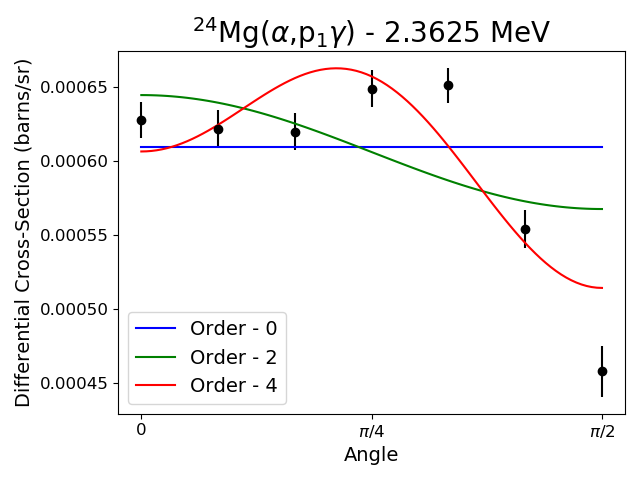 ²⁴Mg(α,p₁γ) - 2.3625 MeV
Differential Cross-Section (barns/sr)
0.00065
0.00060
0.00055
0.00050
0.00045
Order - 0
Order - 2
Order - 4
0 π/4 π/2
Angle